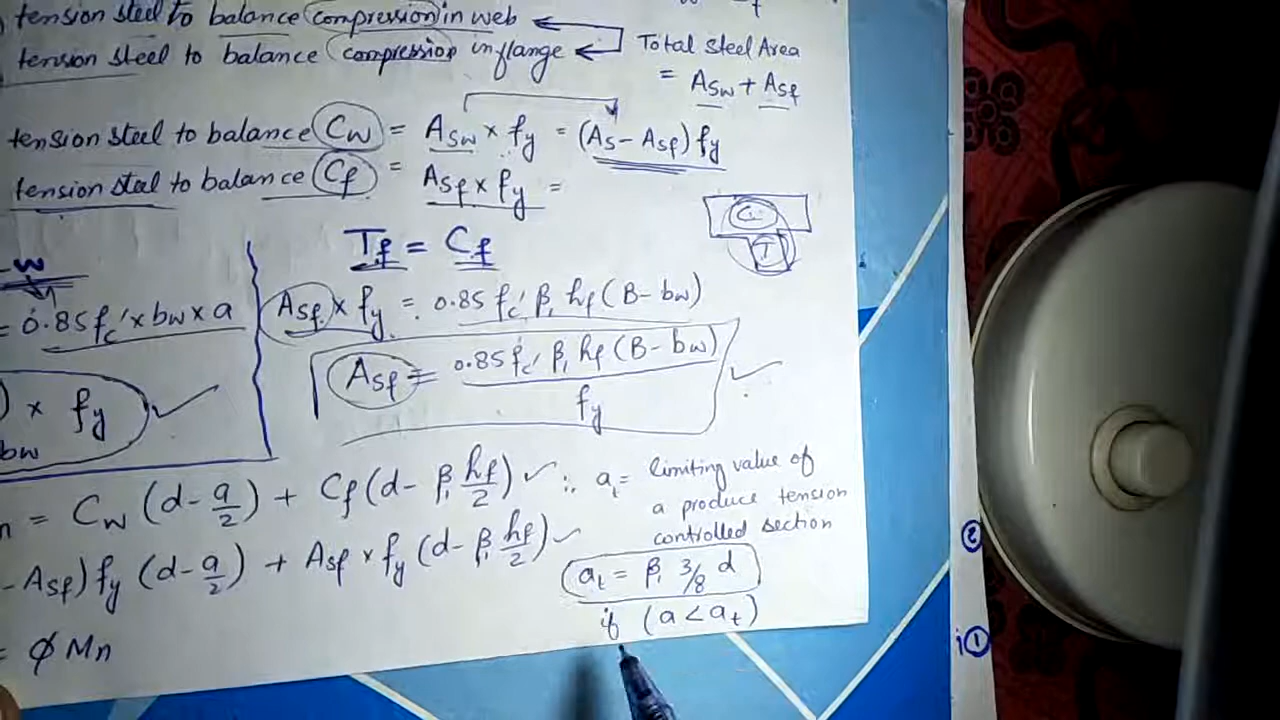 tension steel to balance compression in web
tension steel to balance compression in flange
Total Steel Area
= Asw + Asf
tension steel to balance Cw = Asw × fy = (As - Asf) fy
tension steel to balance Cf = Asf × fy =
C
T
Tf = Cf
-w
= 0.85 fc' × bw × a
Asf × fy = 0.85 fc' β₁ hf (B - bw)
Asf = 0.85 fc' β₁ hf (B - bw)
fy
) × fy
bw
n = Cw (d - a/2) + Cf (d - β₁ hf/2) ✓ ∴ at = limiting value of
a produce tension
controlled section
- Asf) fy (d - a/2) + Asf × fy (d - β₁ hf/2) ✓
at = β₁ 3/8 d
if (a < at)
= φ Mn
②
i①